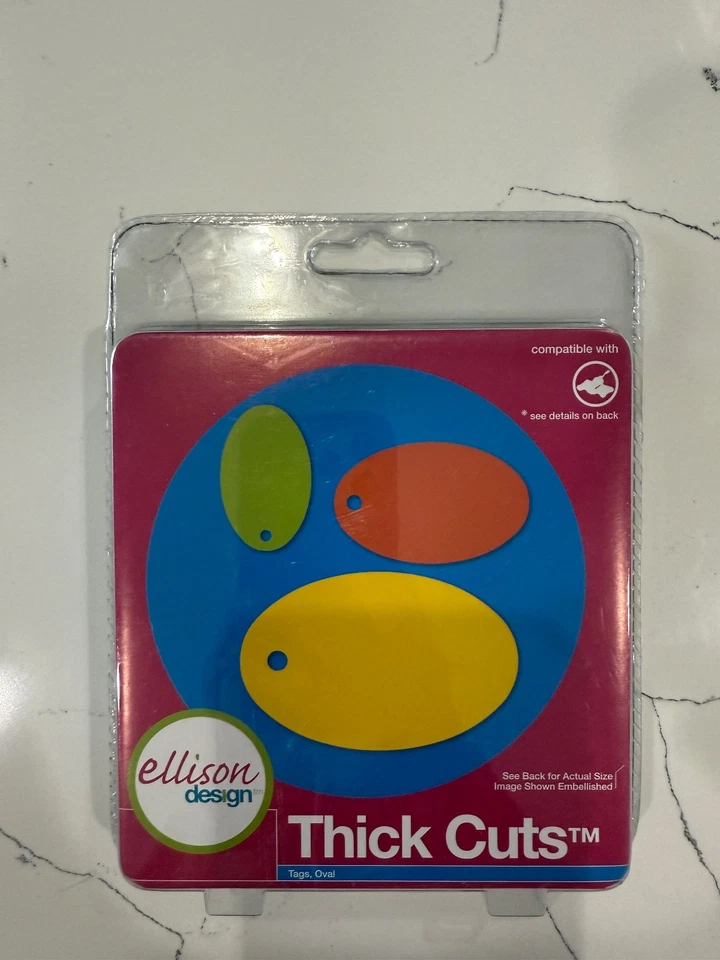 compatible with
* see details on back
ellison
design™
See Back for Actual Size
Image Shown Embellished
Thick Cuts™
Tags, Oval